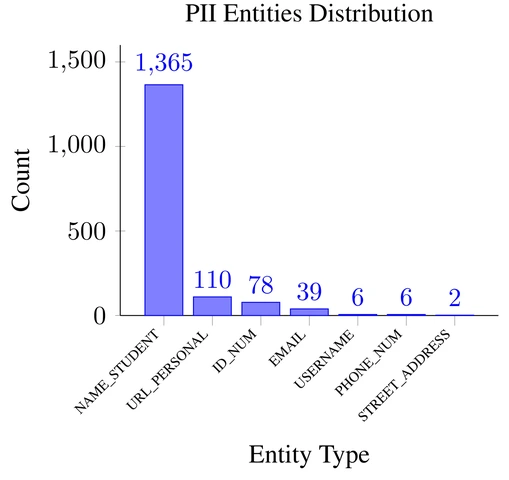 PII Entities Distribution
1,500
1,000
500
0
Count
1,365
110
78
39
6
6
2
NAME_STUDENT
URL_PERSONAL
ID_NUM
EMAIL
USERNAME
PHONE_NUM
STREET_ADDRESS
Entity Type